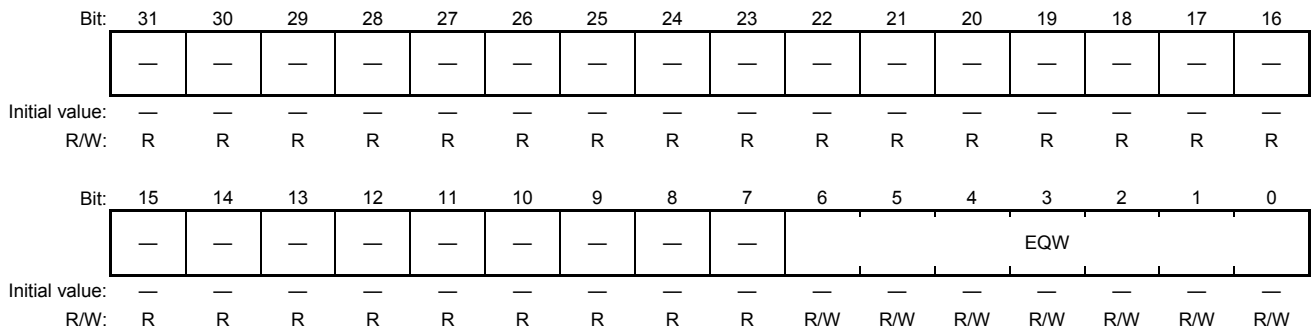 Bit: 31 30 29 28 27 26 25 24 23 22 21 20 19 18 17 16
— — — — — — — — — — — — — — — —
Initial value: — — — — — — — — — — — — — — — —
R/W: R R R R R R R R R R R R R R R R
Bit: 15 14 13 12 11 10 9 8 7 6 5 4 3 2 1 0
— — — — — — — — — EQW
Initial value: — — — — — — — — — — — — — — — —
R/W: R R R R R R R R R R/W R/W R/W R/W R/W R/W R/W